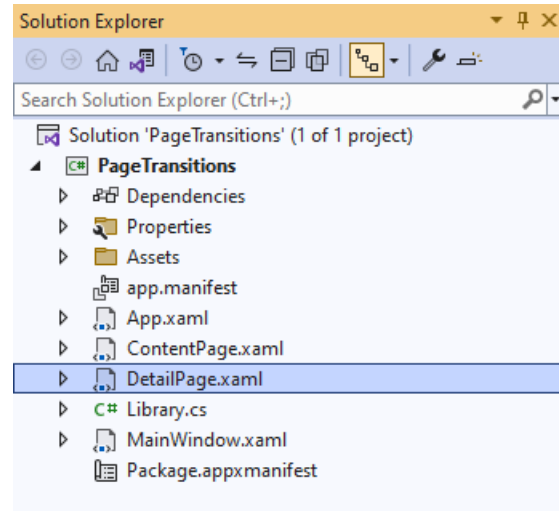 Solution Explorer
Search Solution Explorer (Ctrl+;)
Solution 'PageTransitions' (1 of 1 project)
C# PageTransitions
Dependencies
Properties
Assets
app.manifest
App.xaml
ContentPage.xaml
DetailPage.xaml
C# Library.cs
MainWindow.xaml
Package.appxmanifest